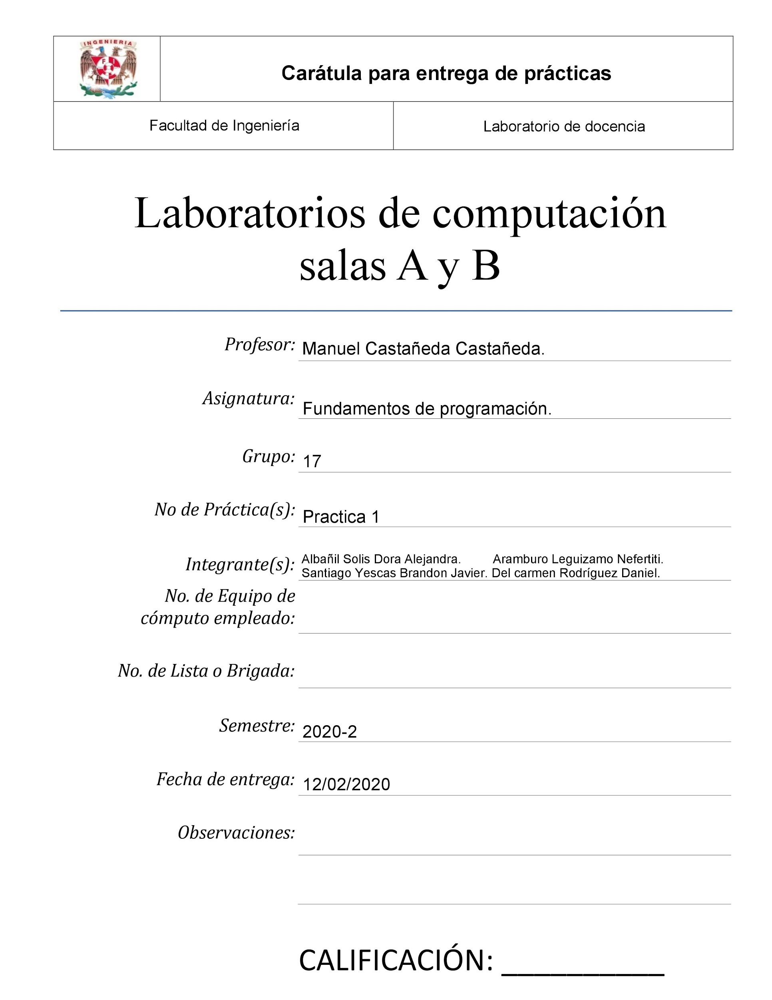 INGENIERIA
F I
Carátula para entrega de prácticas
Facultad de Ingeniería
Laboratorio de docencia
Laboratorios de computación
salas A y B
Profesor: Manuel Castañeda Castañeda.
Asignatura: Fundamentos de programación.
Grupo: 17
No de Práctica(s): Practica 1
Integrante(s): Albañil Solis Dora Alejandra. Aramburo Leguizamo Nefertiti.
Santiago Yescas Brandon Javier. Del carmen Rodríguez Daniel.
No. de Equipo de
cómputo empleado:
No. de Lista o Brigada:
Semestre: 2020-2
Fecha de entrega: 12/02/2020
Observaciones:
CALIFICACIÓN: __________